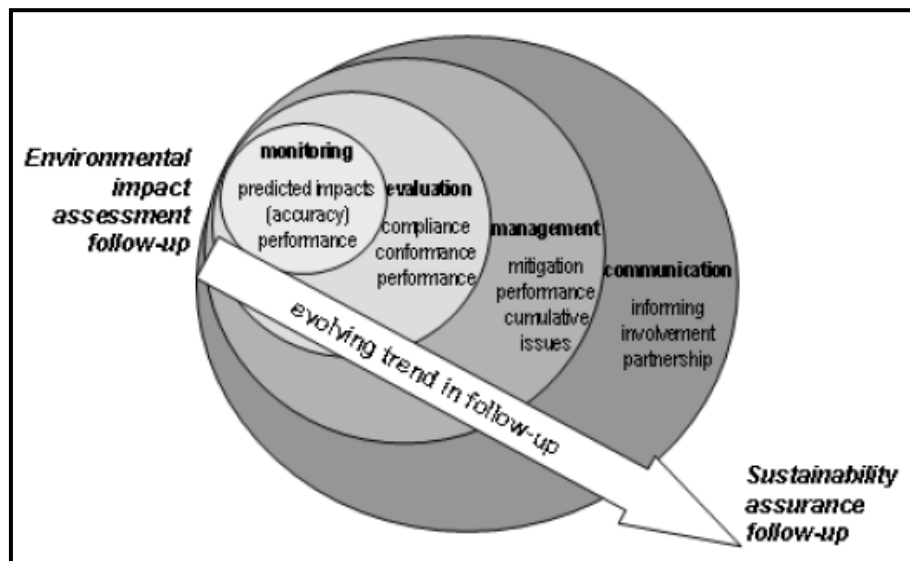 Environmental
impact
assessment
follow-up
monitoring
predicted impacts
(accuracy)
performance
evaluation
compliance
conformance
performance
management
mitigation
performance
cumulative
issues
communication
informing
involvement
partnership
evolving trend in follow-up
Sustainability
assurance
follow-up